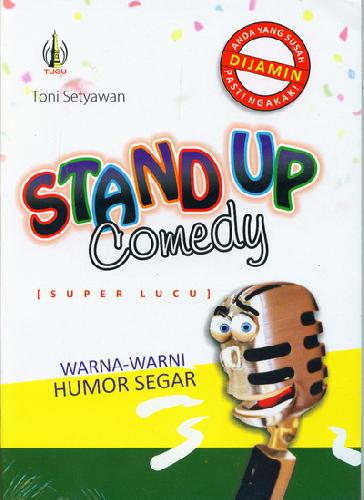 TUGU
Toni Setyawan
ANDA YANG SUSAH
DIJAMIN
PASTI NGAKAK!
STAND UP
Comedy
[ SUPER LUCU ]
WARNA-WARNI
HUMOR SEGAR